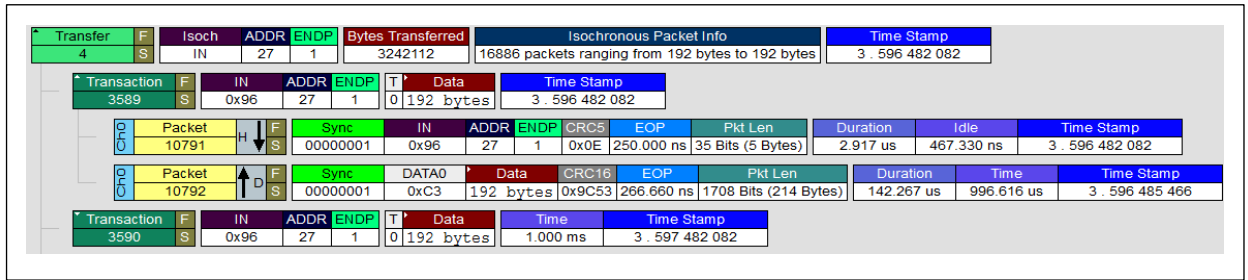 Transfer F Isoch ADDR ENDP Bytes Transferred Isochronous Packet Info Time Stamp
4 S IN 27 1 3242112 16886 packets ranging from 192 bytes to 192 bytes 3 . 596 482 082
Transaction F IN ADDR ENDP T Data Time Stamp
3589 S 0x96 27 1 0 192 bytes 3 . 596 482 082
Ch0 Packet H F Sync IN ADDR ENDP CRC5 EOP Pkt Len Duration Idle Time Stamp
10791 S 00000001 0x96 27 1 0x0E 250.000 ns 35 Bits (5 Bytes) 2.917 us 467.330 ns 3 . 596 482 082
Ch0 Packet D F Sync DATA0 Data CRC16 EOP Pkt Len Duration Time Time Stamp
10792 S 00000001 0xC3 192 bytes 0x9C53 266.660 ns 1708 Bits (214 Bytes) 142.267 us 996.616 us 3 . 596 485 466
Transaction F IN ADDR ENDP T Data Time Time Stamp
3590 S 0x96 27 1 0 192 bytes 1.000 ms 3 . 597 482 082